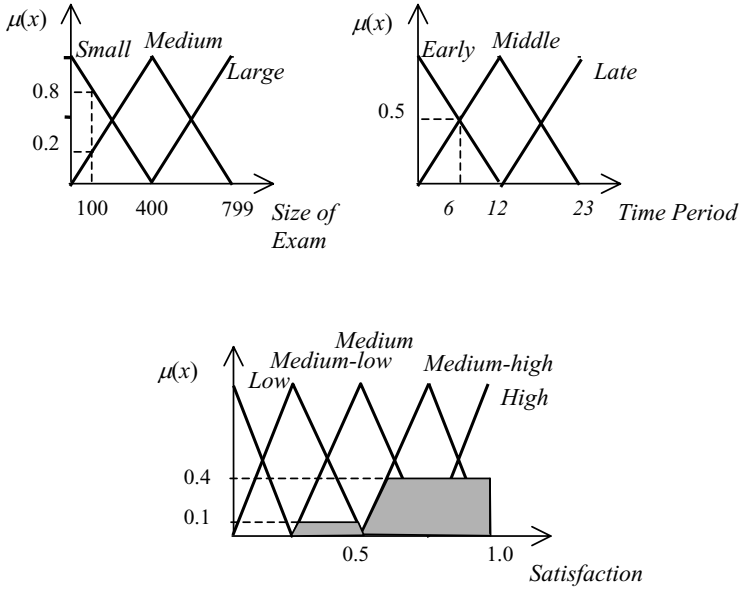 μ(x)
Small
Medium
Large
0.8
0.2
100
400
799
Size of
Exam
μ(x)
Early
Middle
Late
0.5
6
12
23
Time Period
μ(x)
Low
Medium-low
Medium
Medium-high
High
0.4
0.1
0.5
1.0
Satisfaction